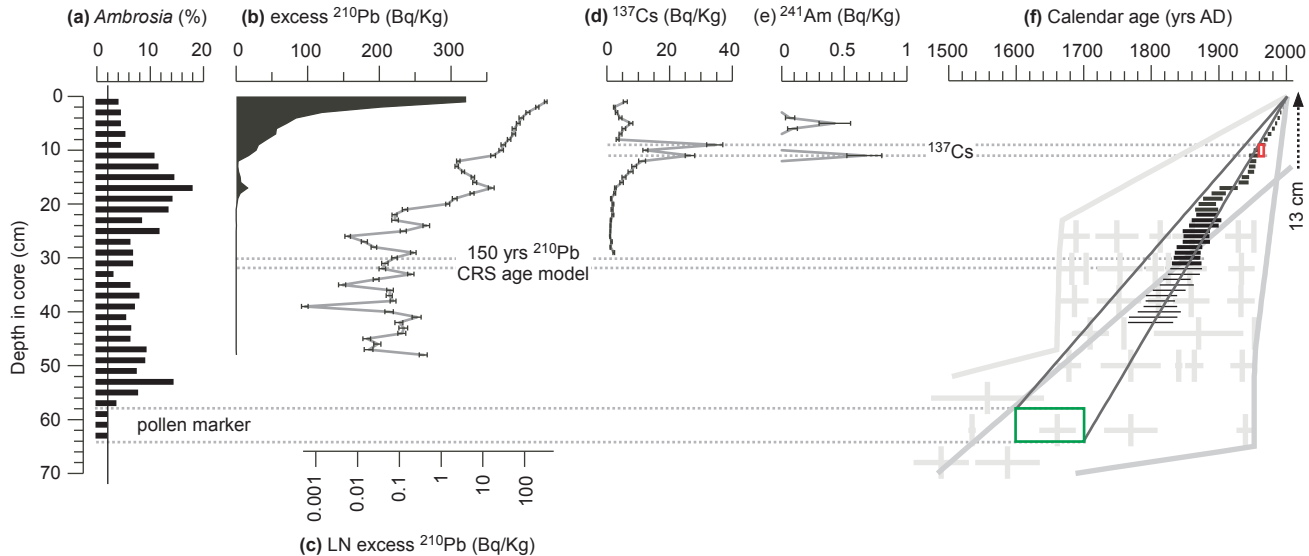 (a) Ambrosia (%)
(b) excess ²¹⁰Pb (Bq/Kg)
(d) ¹³⁷Cs (Bq/Kg)
(e) ²⁴¹Am (Bq/Kg)
(f) Calendar age (yrs AD)
0 10 20
0 100 200 300
0 20 40
0 0.5 1
1500 1600 1700 1800 1900 2000
Depth in core (cm)
0
10
20
30
40
50
60
70
¹³⁷Cs
13 cm
150 yrs ²¹⁰Pb
CRS age model
pollen marker
0.001 0.01 0.1 1 10 100
(c) LN excess ²¹⁰Pb (Bq/Kg)